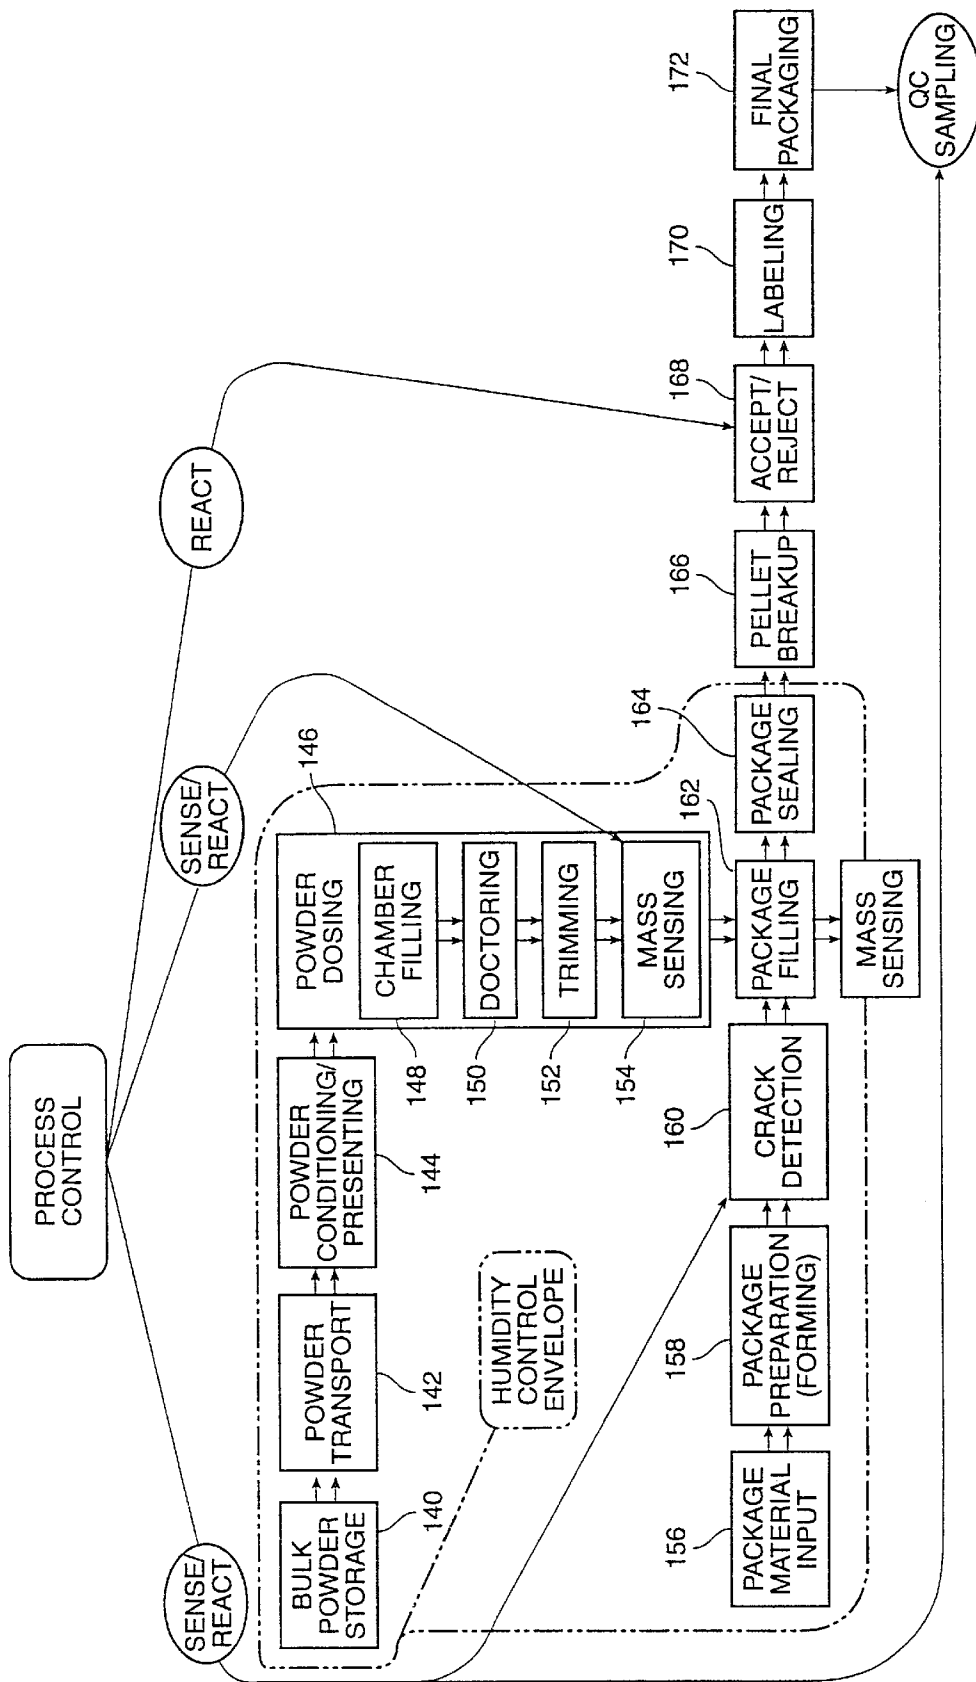 PROCESS
CONTROL
SENSE/
REACT
SENSE/
REACT
REACT
BULK
POWDER
STORAGE
140
POWDER
TRANSPORT
142
POWDER
CONDITIONING/
PRESENTING
144
146
POWDER
DOSING
CHAMBER
FILLING
148
DOCTORING
150
TRIMMING
152
MASS
SENSING
154
HUMIDITY
CONTROL
ENVELOPE
156
PACKAGE
MATERIAL
INPUT
158
PACKAGE
PREPARATION
(FORMING)
160
CRACK
DETECTION
162
PACKAGE
FILLING
MASS
SENSING
164
PACKAGE
SEALING
166
PELLET
BREAKUP
168
ACCEPT/
REJECT
170
LABELING
172
FINAL
PACKAGING
QC
SAMPLING